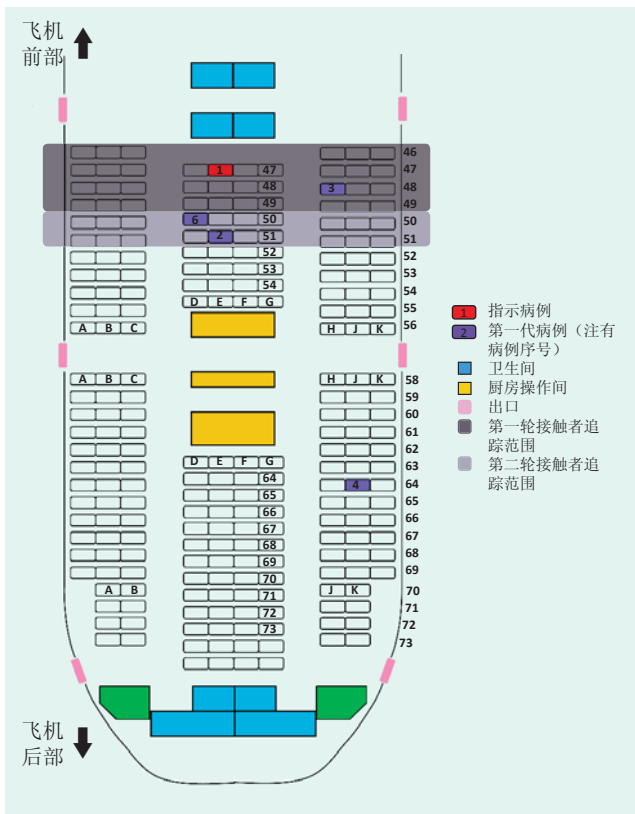 飞机
前部
46
1
47
47
3
48
48
49
49
6
50
50
2
51
51
52
52
53
53
54
54
D E F G
55
A B C
H J K
56
A B C
H J K
58
59
60
61
62
D E F G
63
64
4
64
65
65
66
66
67
67
68
68
69
69
70
A B
J K
70
71
71
72
72
73
73
1 指示病例
2 第一代病例（注有
病例序号）
卫生间
厨房操作间
出口
第一轮接触者追
踪范围
第二轮接触者追
踪范围
飞机
后部